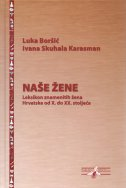 Luka Boršić
Ivana Skuhala Karasman
NAŠE ŽENE
Leksikon znamenitih žena
Hrvatske od X. do XX. stoljeća